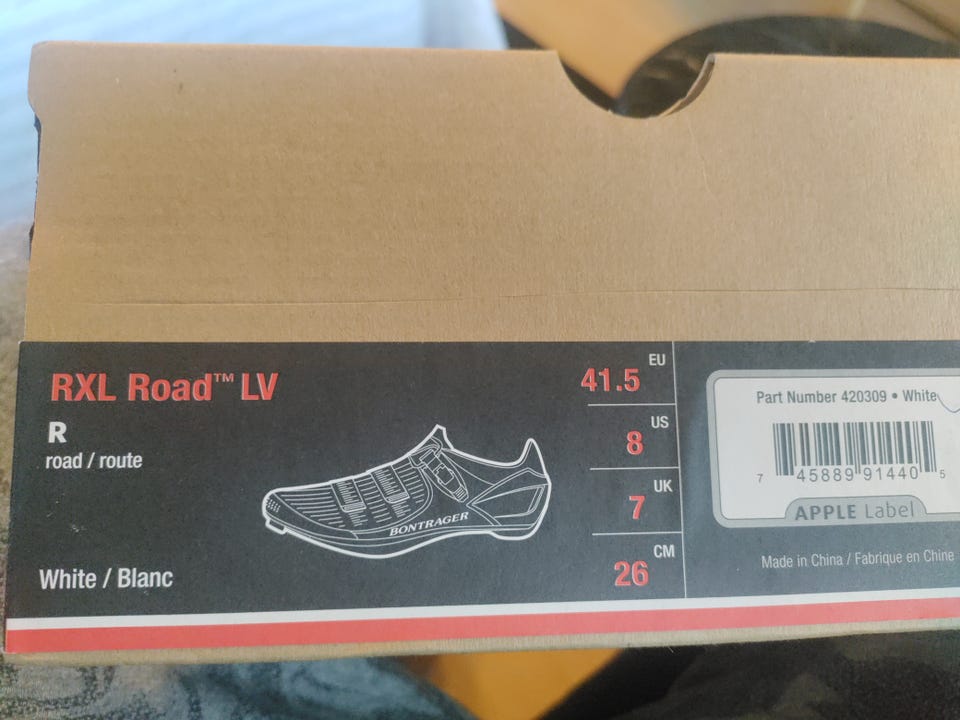 RXL Road™ LV
R
road / route
BONTRAGER
White / Blanc
41.5 EU
8 US
7 UK
26 CM
Part Number 420309 • White
7 45889 91440 5
APPLE Label
Made in China / Fabrique en Chine